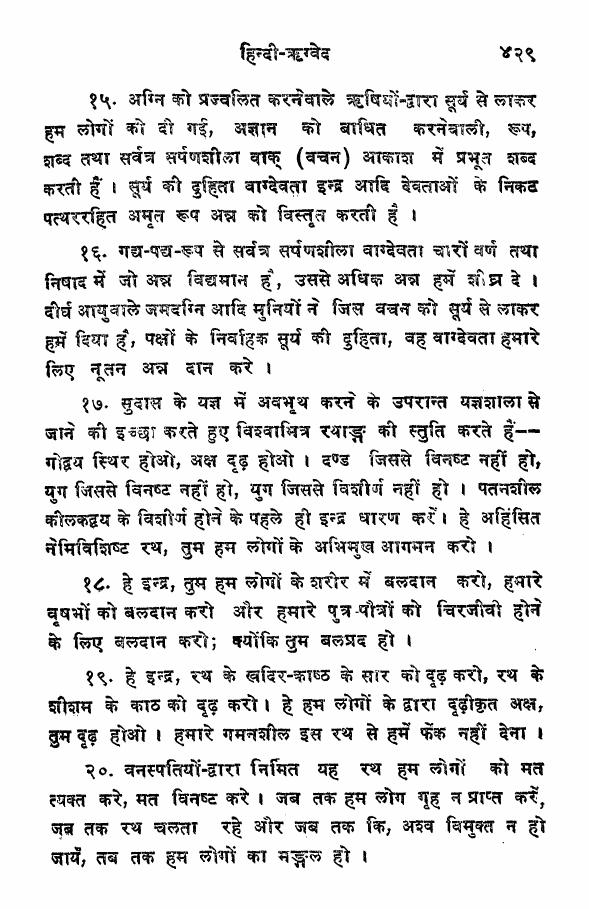 हिन्दी-ऋग्वेद ४२९
१५. अग्नि को प्रज्वलित करनेवाले ऋषियों-द्वारा सूर्य से लाकर
हम लोगों को दी गई, अज्ञान को बाधित करनेवाली, रूप,
शब्द तथा सर्वत्र सर्पणशीला वाक् (वचन) आकाश में प्रभूत शब्द
करती हैं । सूर्य की दुहिता वाग्देवता इन्द्र आदि देवताओं के निकट
पत्थररहित अमृत रूप अन्न को विस्तृत करती है ।
१६. गद्य-पद्य-रूप से सर्वत्र सर्पणशीला वाग्देवता चारों वर्ण तथा
निषाद में जो अन्न विद्यमान है, उससे अधिक अन्न हमें शीघ्र दे ।
दीर्घ आयुवाले जमदग्नि आदि मुनियों ने जिस वचन को सूर्य से लाकर
हमें दिया है, पक्षों के निर्वाहक सूर्य की दुहिता, वह वाग्देवता हमारे
लिए नूतन अन्न दान करे ।
१७. सुदास के यज्ञ में अवभृथ करने के उपरान्त यज्ञशाला से
जाने की इच्छा करते हुए विश्वामित्र रथाङ्ग की स्तुति करते हैं--
गोद्वय स्थिर होओ, अक्ष दृढ़ होओ । दण्ड जिससे विनष्ट नहीं हो,
युग जिससे विनष्ट नहीं हो, युग जिससे विशीर्ण नहीं हो । पतनशील
कीलकद्वय के विशीर्ण होने के पहले ही इन्द्र धारण करें। हे अहिंसित
नेमिविशिष्ट रथ, तुम हम लोगों के अभिमुख आगमन करो ।
१८. हे इन्द्र, तुम हम लोगों के शरीर में बलदान करो, हमारे
वृषभों को बलदान करो और हमारे पुत्र-पौत्रों को चिरजीवी होने
के लिए बलदान करो; क्योंकि तुम बलप्रद हो ।
१९. हे इन्द्र, रथ के खदिर-काष्ठ के सार को दृढ़ करो, रथ के
शीशम के काठ को दृढ़ करो। हे हम लोगों के द्वारा दृढ़ीकृत अक्ष,
तुम दृढ़ होओ । हमारे गमनशील इस रथ से हमें फेंक नहीं देना ।
२०. वनस्पतियों-द्वारा निर्मित यह रथ हम लोगों को मत
त्यक्त करे, मत विनष्ट करे । जब तक हम लोग गृह न प्राप्त करें,
जब तक रथ चलता रहे और जब तक कि, अश्व विमुक्त न हो
जायँ, तब तक हम लोगों का मङ्गल हो ।